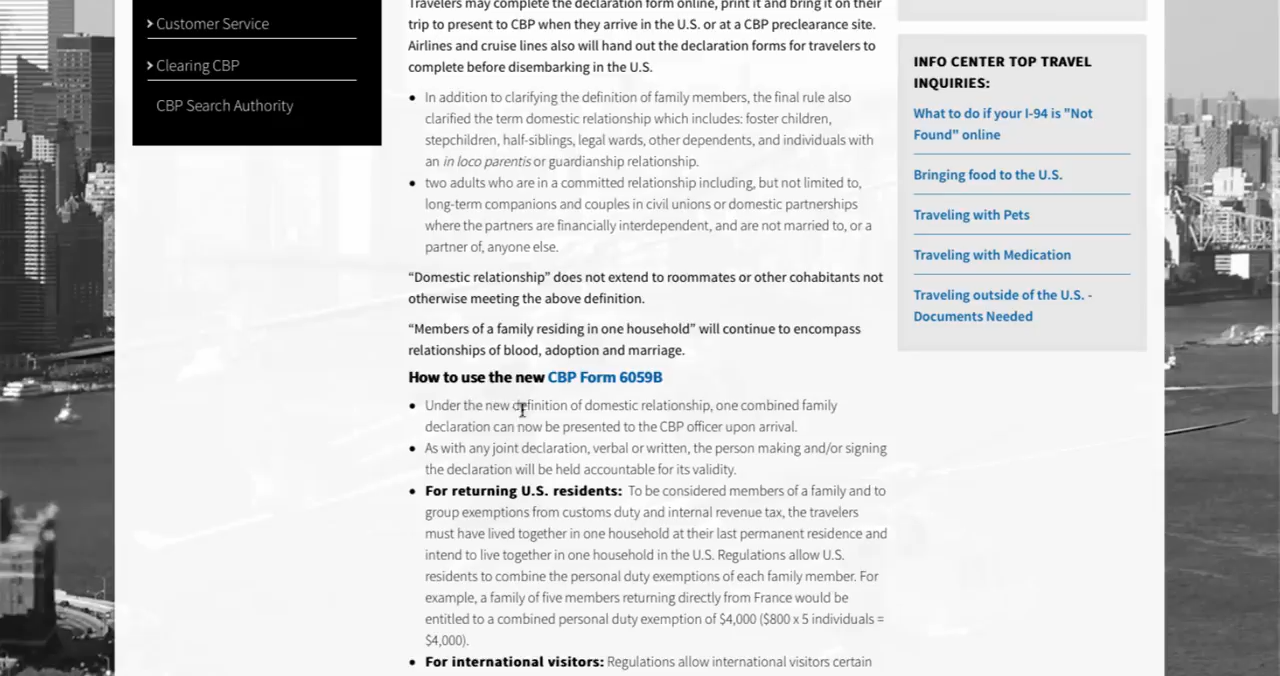 Customer Service
Clearing CBP
CBP Search Authority
Travelers may complete the declaration form online, print it and bring it on their
trip to present to CBP when they arrive in the U.S. or at a CBP preclearance site.
Airlines and cruise lines also will hand out the declaration forms for travelers to
complete before disembarking in the U.S.
In addition to clarifying the definition of family members, the final rule also
clarified the term domestic relationship which includes: foster children,
stepchildren, half-siblings, legal wards, other dependents, and individuals with
an in loco parentis or guardianship relationship.
two adults who are in a committed relationship including, but not limited to,
long-term companions and couples in civil unions or domestic partnerships
where the partners are financially interdependent, and are not married to, or a
partner of, anyone else.
“Domestic relationship” does not extend to roommates or other cohabitants not
otherwise meeting the above definition.
“Members of a family residing in one household” will continue to encompass
relationships of blood, adoption and marriage.
How to use the new CBP Form 6059B
Under the new definition of domestic relationship, one combined family
declaration can now be presented to the CBP officer upon arrival.
As with any joint declaration, verbal or written, the person making and/or signing
the declaration will be held accountable for its validity.
For returning U.S. residents: To be considered members of a family and to
group exemptions from customs duty and internal revenue tax, the travelers
must have lived together in one household at their last permanent residence and
intend to live together in one household in the U.S. Regulations allow U.S.
residents to combine the personal duty exemptions of each family member. For
example, a family of five members returning directly from France would be
entitled to a combined personal duty exemption of $4,000 ($800 x 5 individuals =
$4,000).
For international visitors: Regulations allow international visitors certain
INFO CENTER TOP TRAVEL
INQUIRIES:
What to do if your I-94 is "Not
Found" online
Bringing food to the U.S.
Traveling with Pets
Traveling with Medication
Traveling outside of the U.S. -
Documents Needed